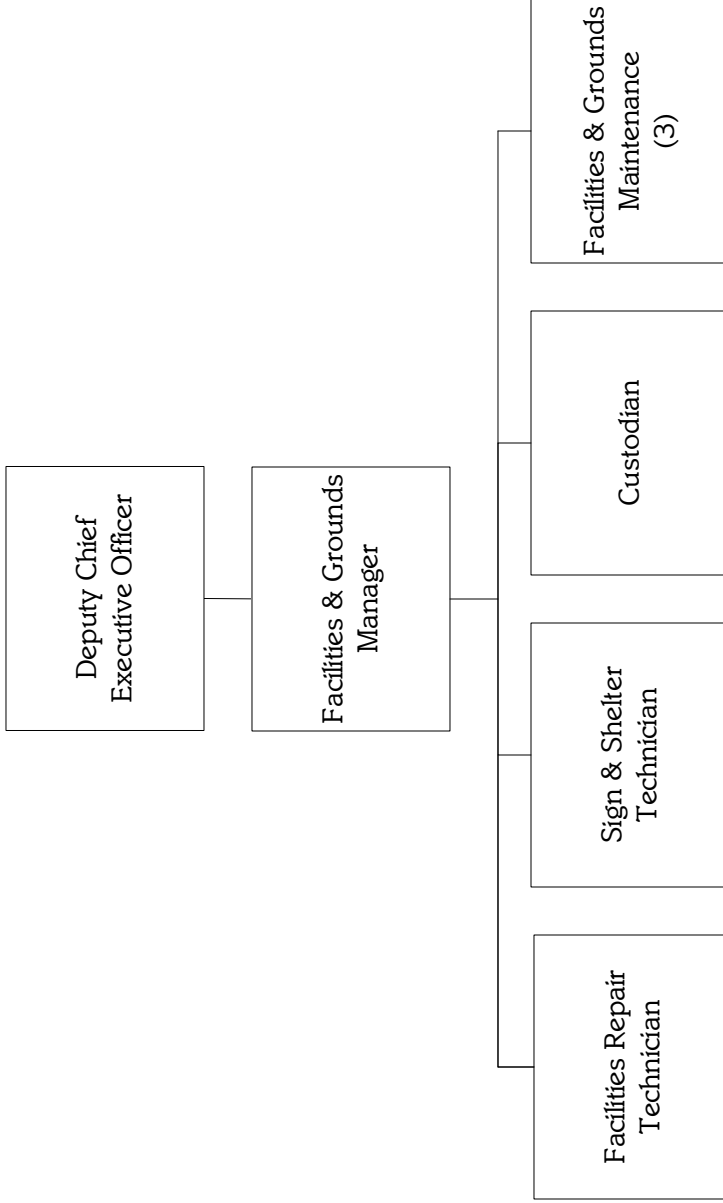 Deputy Chief
Executive Officer
Facilities & Grounds
Manager
Facilities Repair
Technician
Sign & Shelter
Technician
Custodian
Facilities & Grounds
Maintenance
(3)